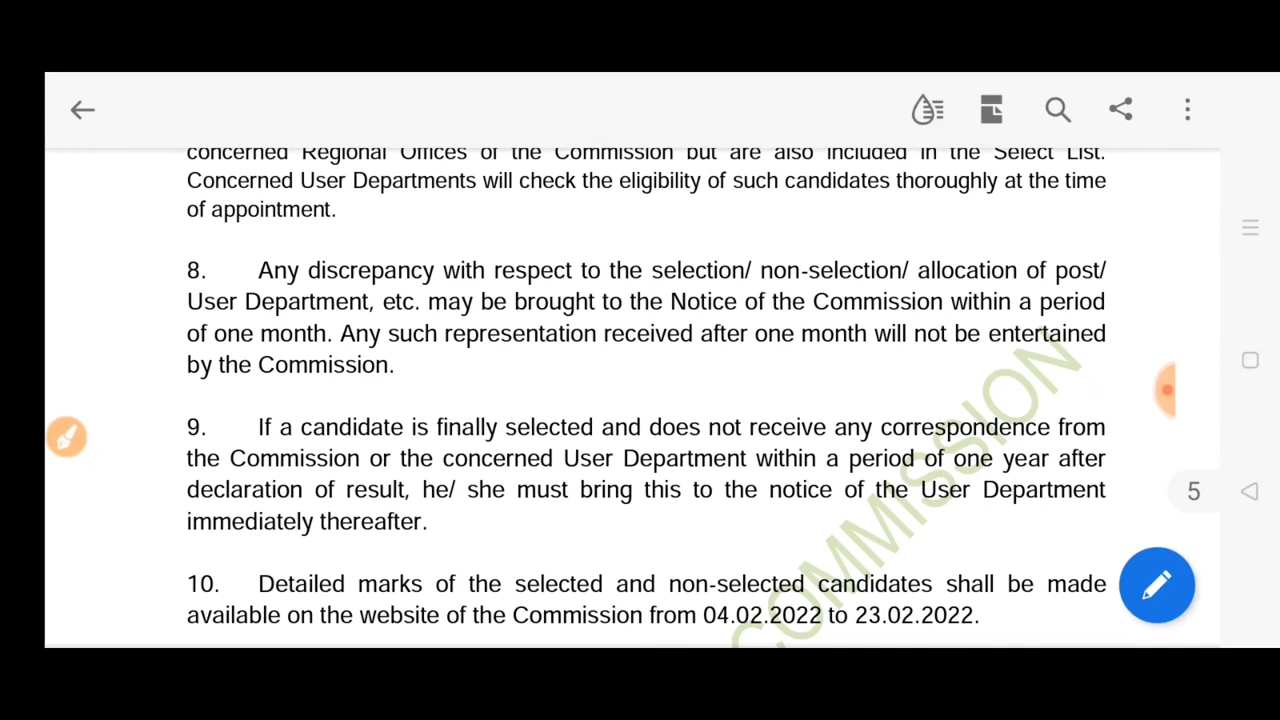 concerned Regional Offices of the Commission but are also included in the Select List.
Concerned User Departments will check the eligibility of such candidates thoroughly at the time
of appointment.
8. Any discrepancy with respect to the selection/ non-selection/ allocation of post/
User Department, etc. may be brought to the Notice of the Commission within a period
of one month. Any such representation received after one month will not be entertained
by the Commission.
9. If a candidate is finally selected and does not receive any correspondence from
the Commission or the concerned User Department within a period of one year after
declaration of result, he/ she must bring this to the notice of the User Department
immediately thereafter.
10. Detailed marks of the selected and non-selected candidates shall be made
available on the website of the Commission from 04.02.2022 to 23.02.2022.
COMMISSION
5